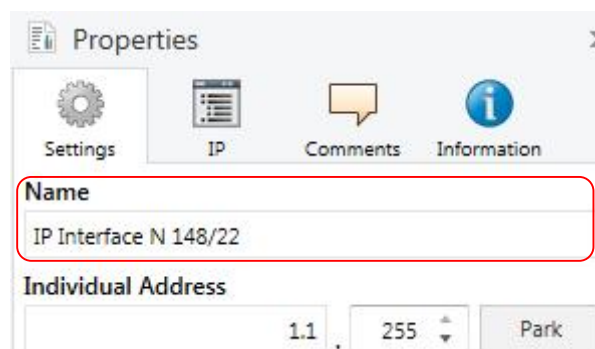 Properties
Settings IP Comments Information
Name
IP Interface N 148/22
Individual Address
1.1 . 255 Park